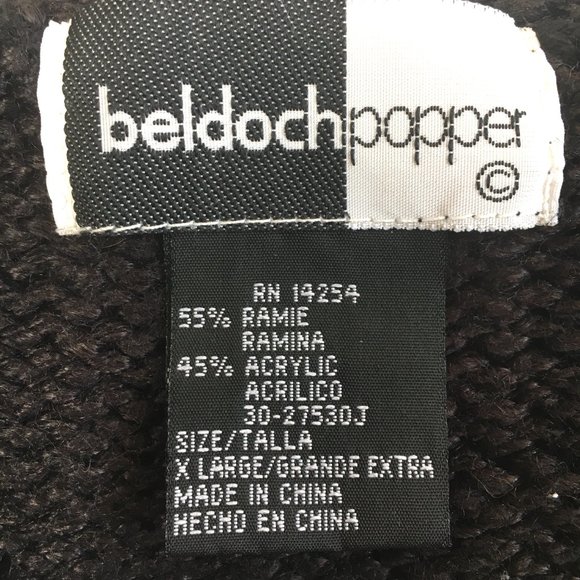 beldochpopper
©
RN 14254
55% RAMIE
RAMINA
45% ACRYLIC
ACRILICO
3D-27530J
SIZE/TALLA
X LARGE/GRANDE EXTRA
MADE IN CHINA
HECHO EN CHINA